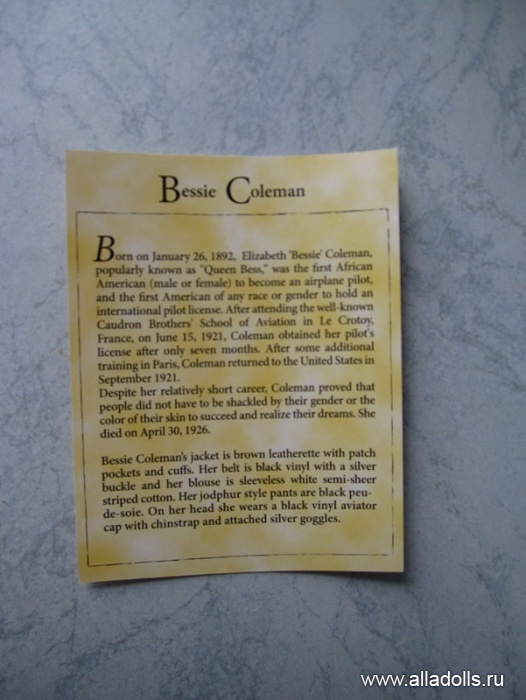 Bessie Coleman
Born on January 26, 1892, Elizabeth 'Bessie' Coleman,
popularly known as "Queen Bess," was the first African
American (male or female) to become an airplane pilot,
and the first American of any race or gender to hold an
international pilot license. After attending the well-known
Caudron Brothers' School of Aviation in Le Crotoy,
France, on June 15, 1921, Coleman obtained her pilot's
license after only seven months. After some additional
training in Paris, Coleman returned to the United States in
September 1921.
Despite her relatively short career, Coleman proved that
people did not have to be shackled by their gender or the
color of their skin to succeed and realize their dreams. She
died on April 30, 1926.
Bessie Coleman's jacket is brown leatherette with patch
pockets and cuffs. Her belt is black vinyl with a silver
buckle and her blouse is sleeveless white semi-sheer
striped cotton. Her jodphur style pants are black peu-
de-soie. On her head she wears a black vinyl aviator
cap with chinstrap and attached silver goggles.
www.alladolls.ru